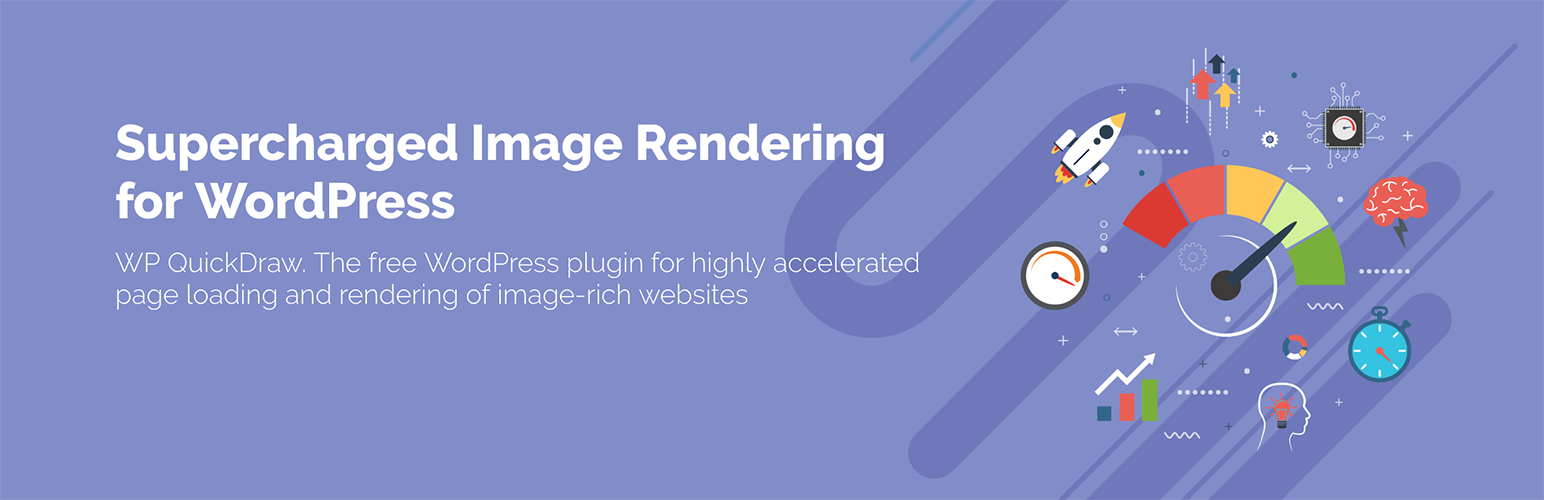 Supercharged Image Rendering
for WordPress
WP QuickDraw. The free WordPress plugin for highly accelerated
page loading and rendering of image-rich websites